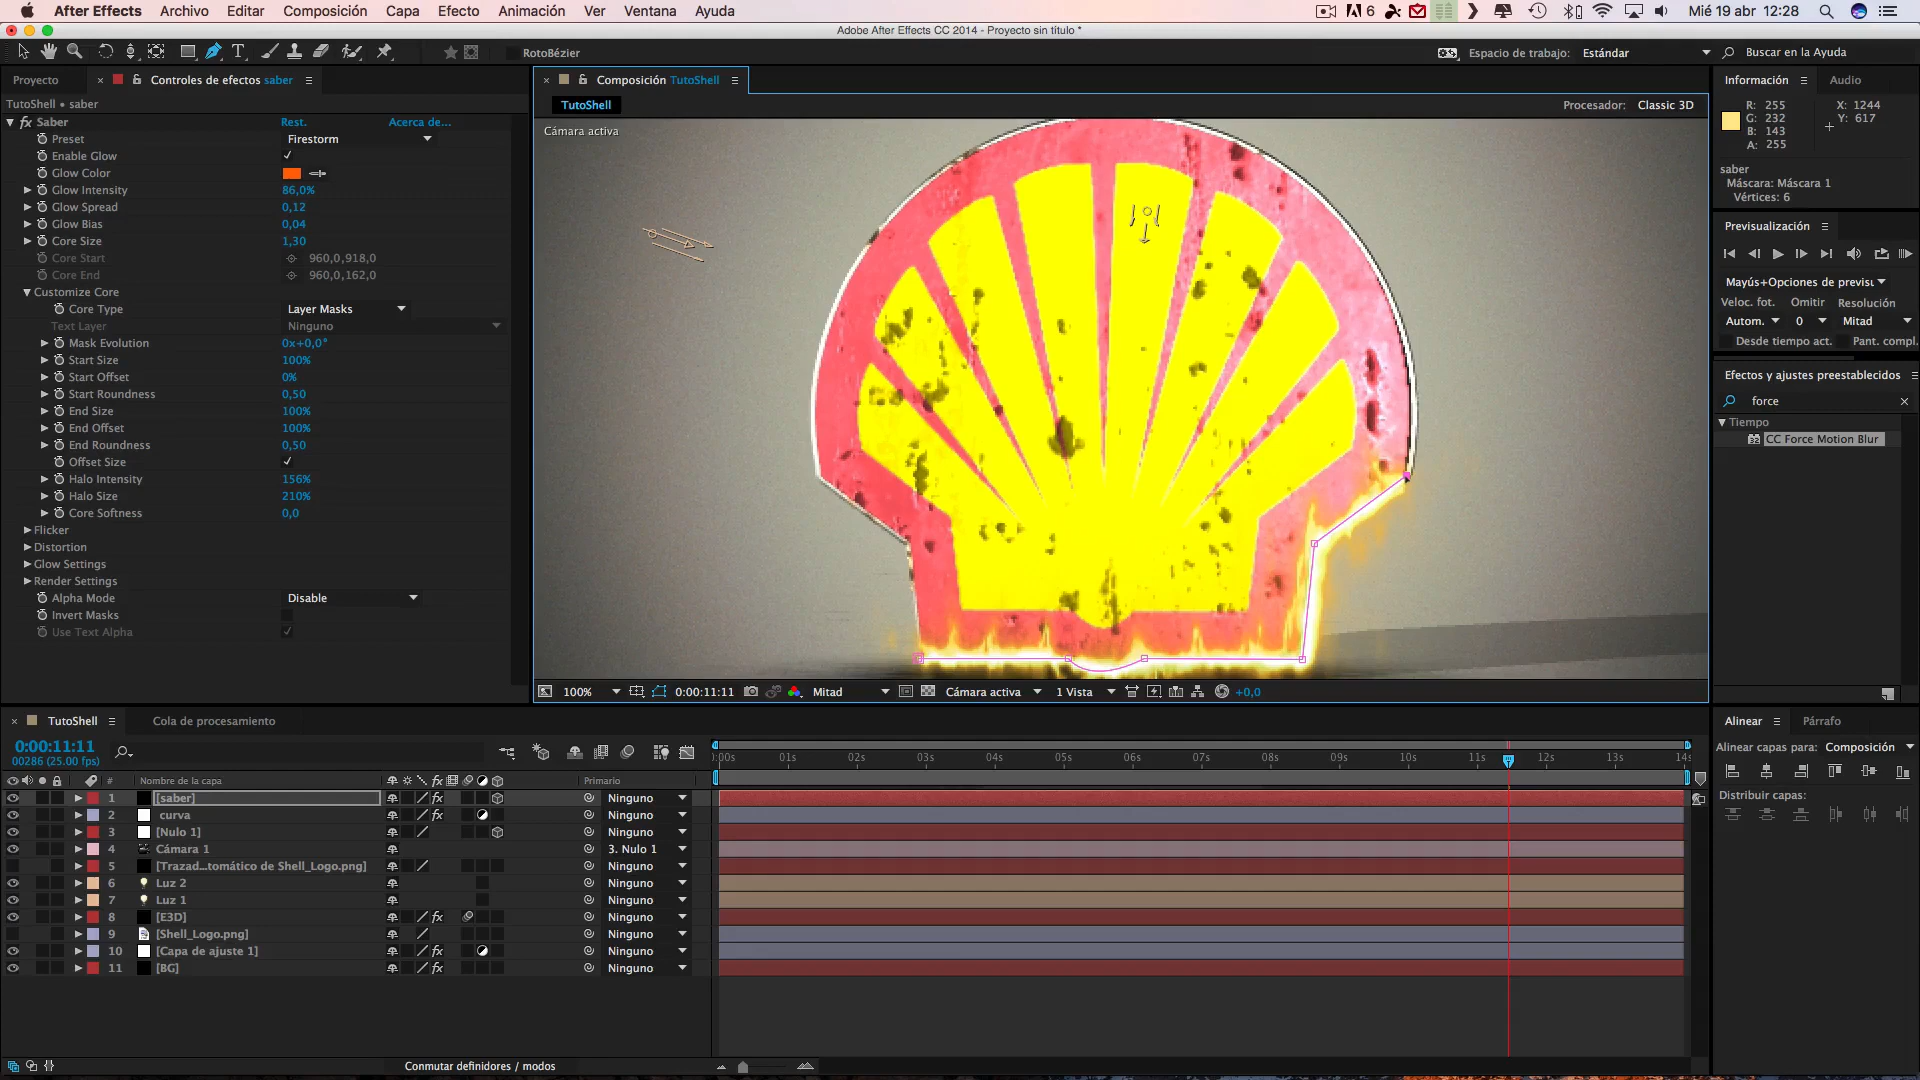 After Effects Archivo Editar Composición Capa Efecto Animación Ver Ventana Ayuda 6 Mié 19 abr 12:28
Adobe After Effects CC 2014 - Proyecto sin título *
RotoBézier Espacio de trabajo: Estándar Buscar en la Ayuda
Proyecto × Controles de efectos saber
TutoShell • saber
fx Saber Rest. Acerca de...
Preset Firestorm
Enable Glow
Glow Color
Glow Intensity 86,0%
Glow Spread 0,12
Glow Bias 0,04
Core Size 1,30
Core Start 960,0,918,0
Core End 960,0,162,0
Customize Core
Core Type Layer Masks
Text Layer Ninguno
Mask Evolution 0x+0,0°
Start Size 100%
Start Offset 0%
Start Roundness 0,50
End Size 100%
End Offset 100%
End Roundness 0,50
Offset Size
Halo Intensity 156%
Halo Size 210%
Core Softness 0,0
Flicker
Distortion
Glow Settings
Render Settings
Alpha Mode Disable
Invert Masks
Use Text Alpha
× Composición TutoShell
TutoShell Procesador: Classic 3D
Cámara activa
100% 0:00:11:11 Mitad Cámara activa 1 Vista +0,0
Información Audio
R: 255 X: 1244
G: 232 Y: 617
B: 143
A: 255
saber
Máscara: Máscara 1
Vértices: 6
Previsualización
Mayús+Opciones de previsu
Veloc. fot. Omitir Resolución
Autom. 0 Mitad
Desde tiempo act. Pant. compl.
Efectos y ajustes preestablecidos
force ×
Tiempo
CC Force Motion Blur
Alinear Párrafo
Alinear capas para: Composición
Distribuir capas:
× TutoShell Cola de procesamiento
0:00:11:11
00286 (25.00 fps)
:00s 01s 02s 03s 04s 05s 06s 07s 08s 09s 10s 11s 12s 13s 14s
# Nombre de la capa fx Primario
1 [saber] fx Ninguno
2 curva fx Ninguno
3 [Nulo 1] Ninguno
4 Cámara 1 3. Nulo 1
5 [Trazad...tomático de Shell_Logo.png] Ninguno
6 Luz 2 Ninguno
7 Luz 1 Ninguno
8 [E3D] fx Ninguno
9 [Shell_Logo.png] Ninguno
10 [Capa de ajuste 1] fx Ninguno
11 [BG] fx Ninguno
Conmutar definidores / modos